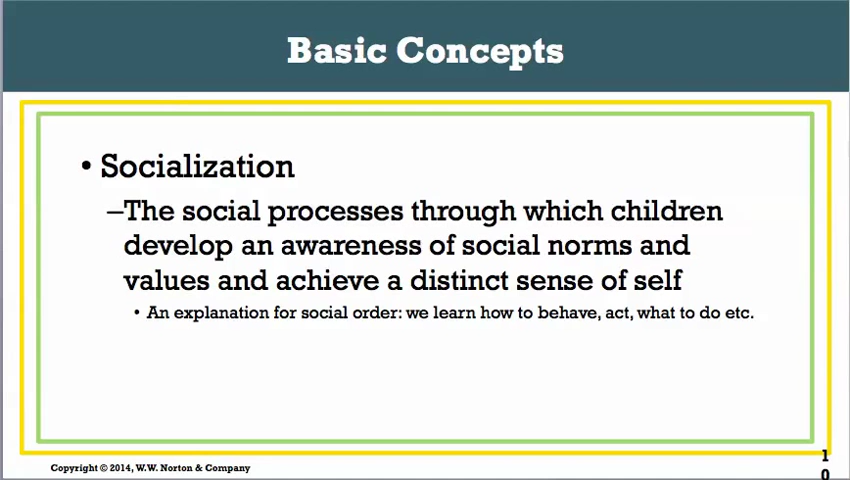 Basic Concepts
• Socialization
–The social processes through which children
develop an awareness of social norms and
values and achieve a distinct sense of self
• An explanation for social order: we learn how to behave, act, what to do etc.
Copyright © 2014, W.W. Norton & Company
1
0